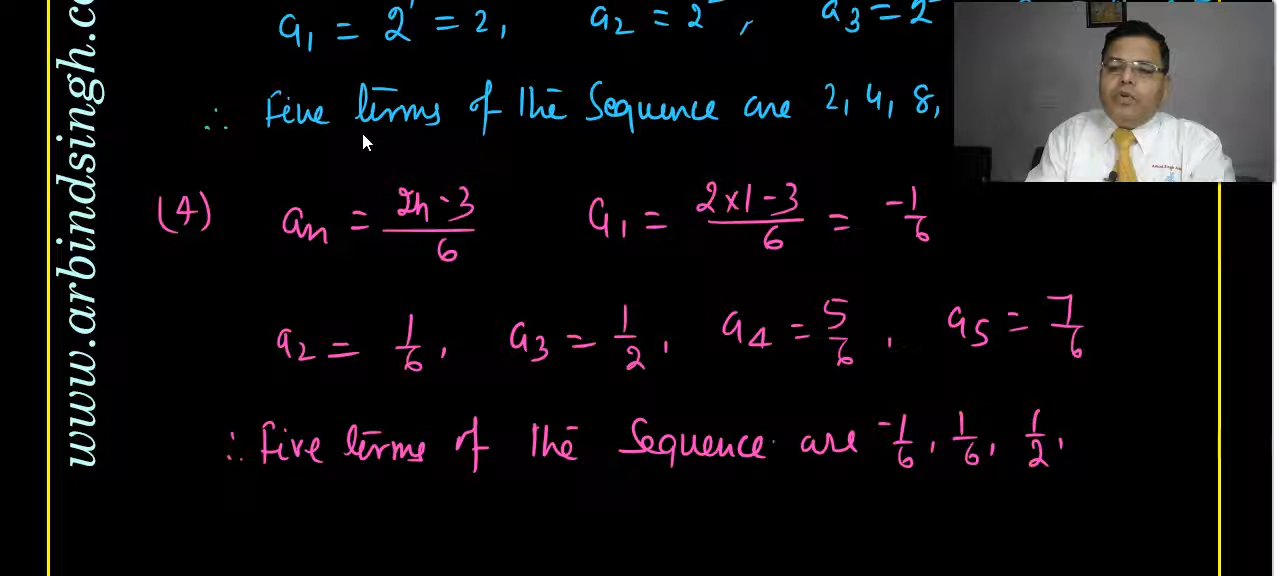 a₁ = 2¹ = 2, a₂ = 2 , a₃ = 2
∴ Five terms of the Sequence are 2, 4, 8,
(4) aₙ = (2n - 3)/6 a₁ = (2×1 - 3)/6 = -1/6
a₂ = 1/6, a₃ = 1/2, a₄ = 5/6, a₅ = 7/6
∴ Five terms of the Sequence are -1/6, 1/6, 1/2,
www.arbindsingh.c